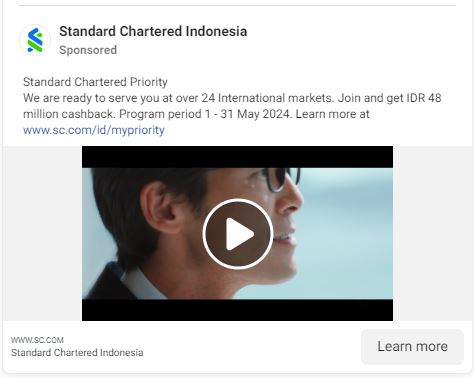 Standard Chartered Indonesia
Sponsored
Standard Chartered Priority
We are ready to serve you at over 24 International markets. Join and get IDR 48
million cashback. Program period 1 - 31 May 2024. Learn more at
www.sc.com/id/mypriority
WWW.SC.COM
Standard Chartered Indonesia
Learn more